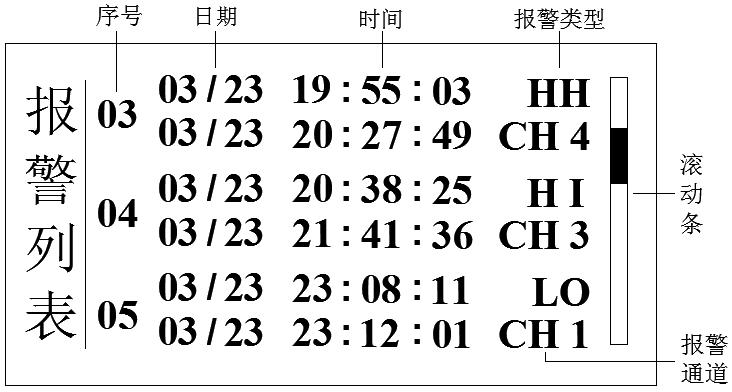 序号 日期 时间 报警类型
报警列表
03 03/23 19:55:03 HH
03/23 20:27:49 CH 4
04 03/23 20:38:25 HI
03/23 21:41:36 CH 3
05 03/23 23:08:11 LO
03/23 23:12:01 CH 1
滚动条
报警
通道